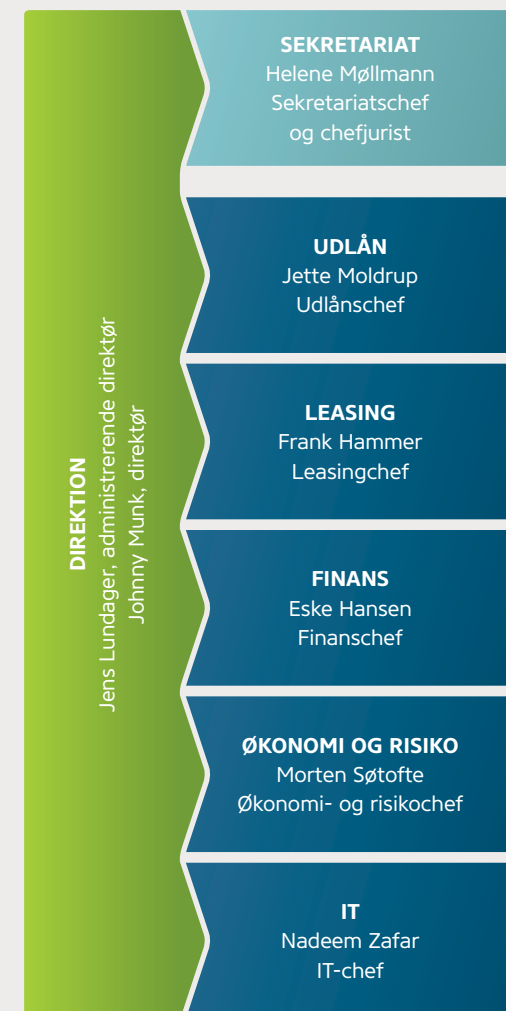 DIREKTION
Jens Lundager, administrerende direktør
Johnny Munk, direktør
SEKRETARIAT
Helene Møllmann
Sekretariatschef
og chefjurist
UDLÅN
Jette Moldrup
Udlånschef
LEASING
Frank Hammer
Leasingchef
FINANS
Eske Hansen
Finanschef
ØKONOMI OG RISIKO
Morten Søtofte
Økonomi- og risikochef
IT
Nadeem Zafar
IT-chef